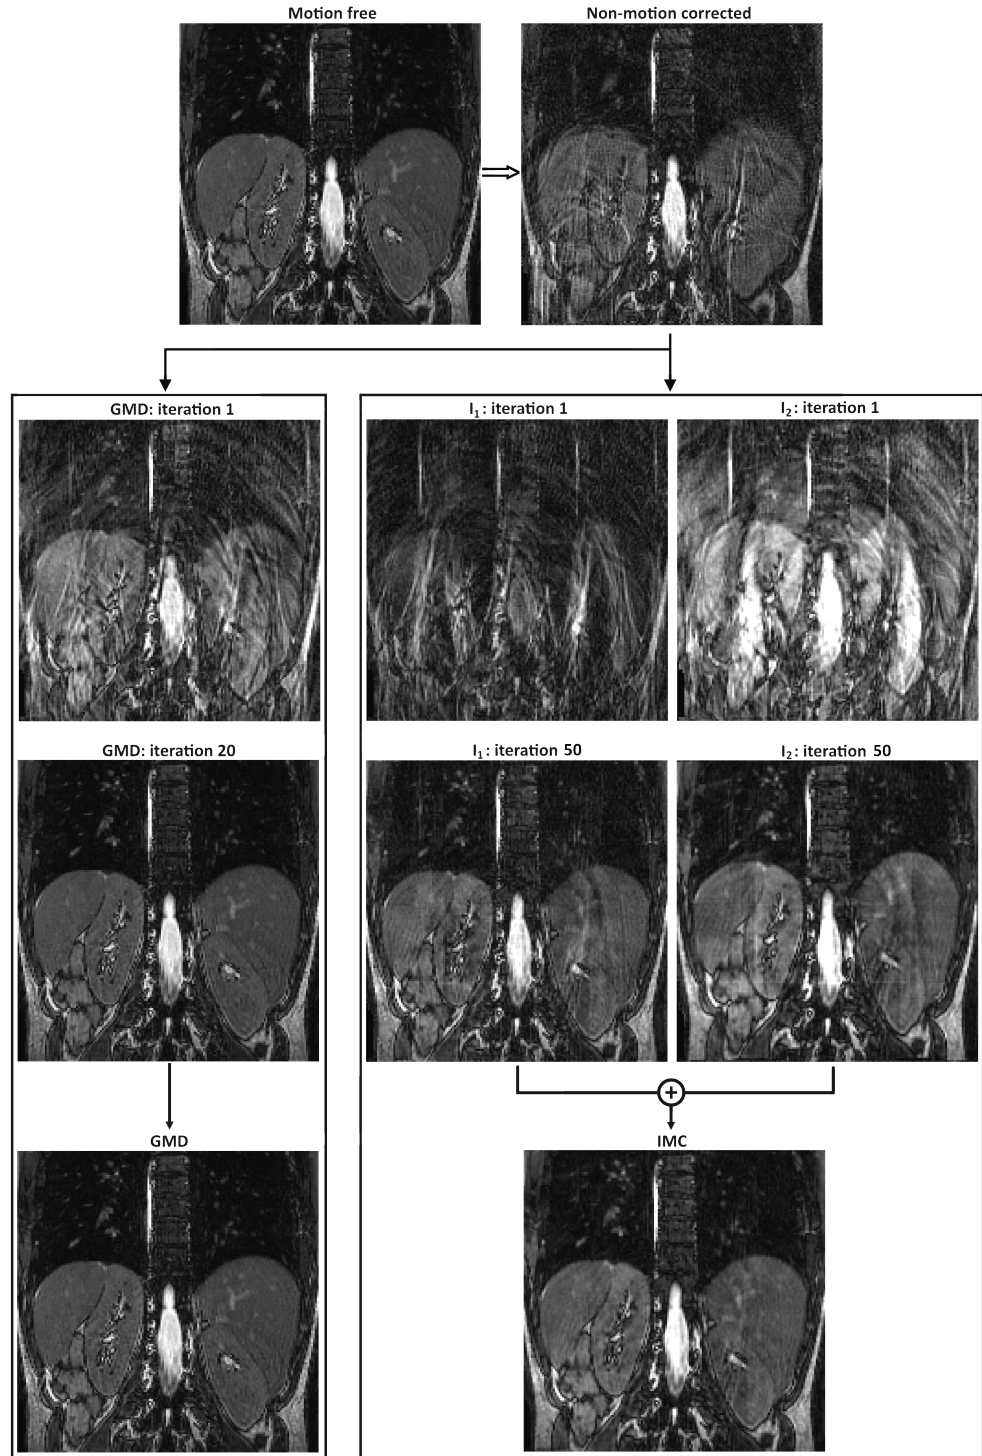 Motion free
Non-motion corrected
GMD: iteration 1
I₁: iteration 1
I₂: iteration 1
GMD: iteration 20
I₁: iteration 50
I₂: iteration 50
+
GMD
IMC